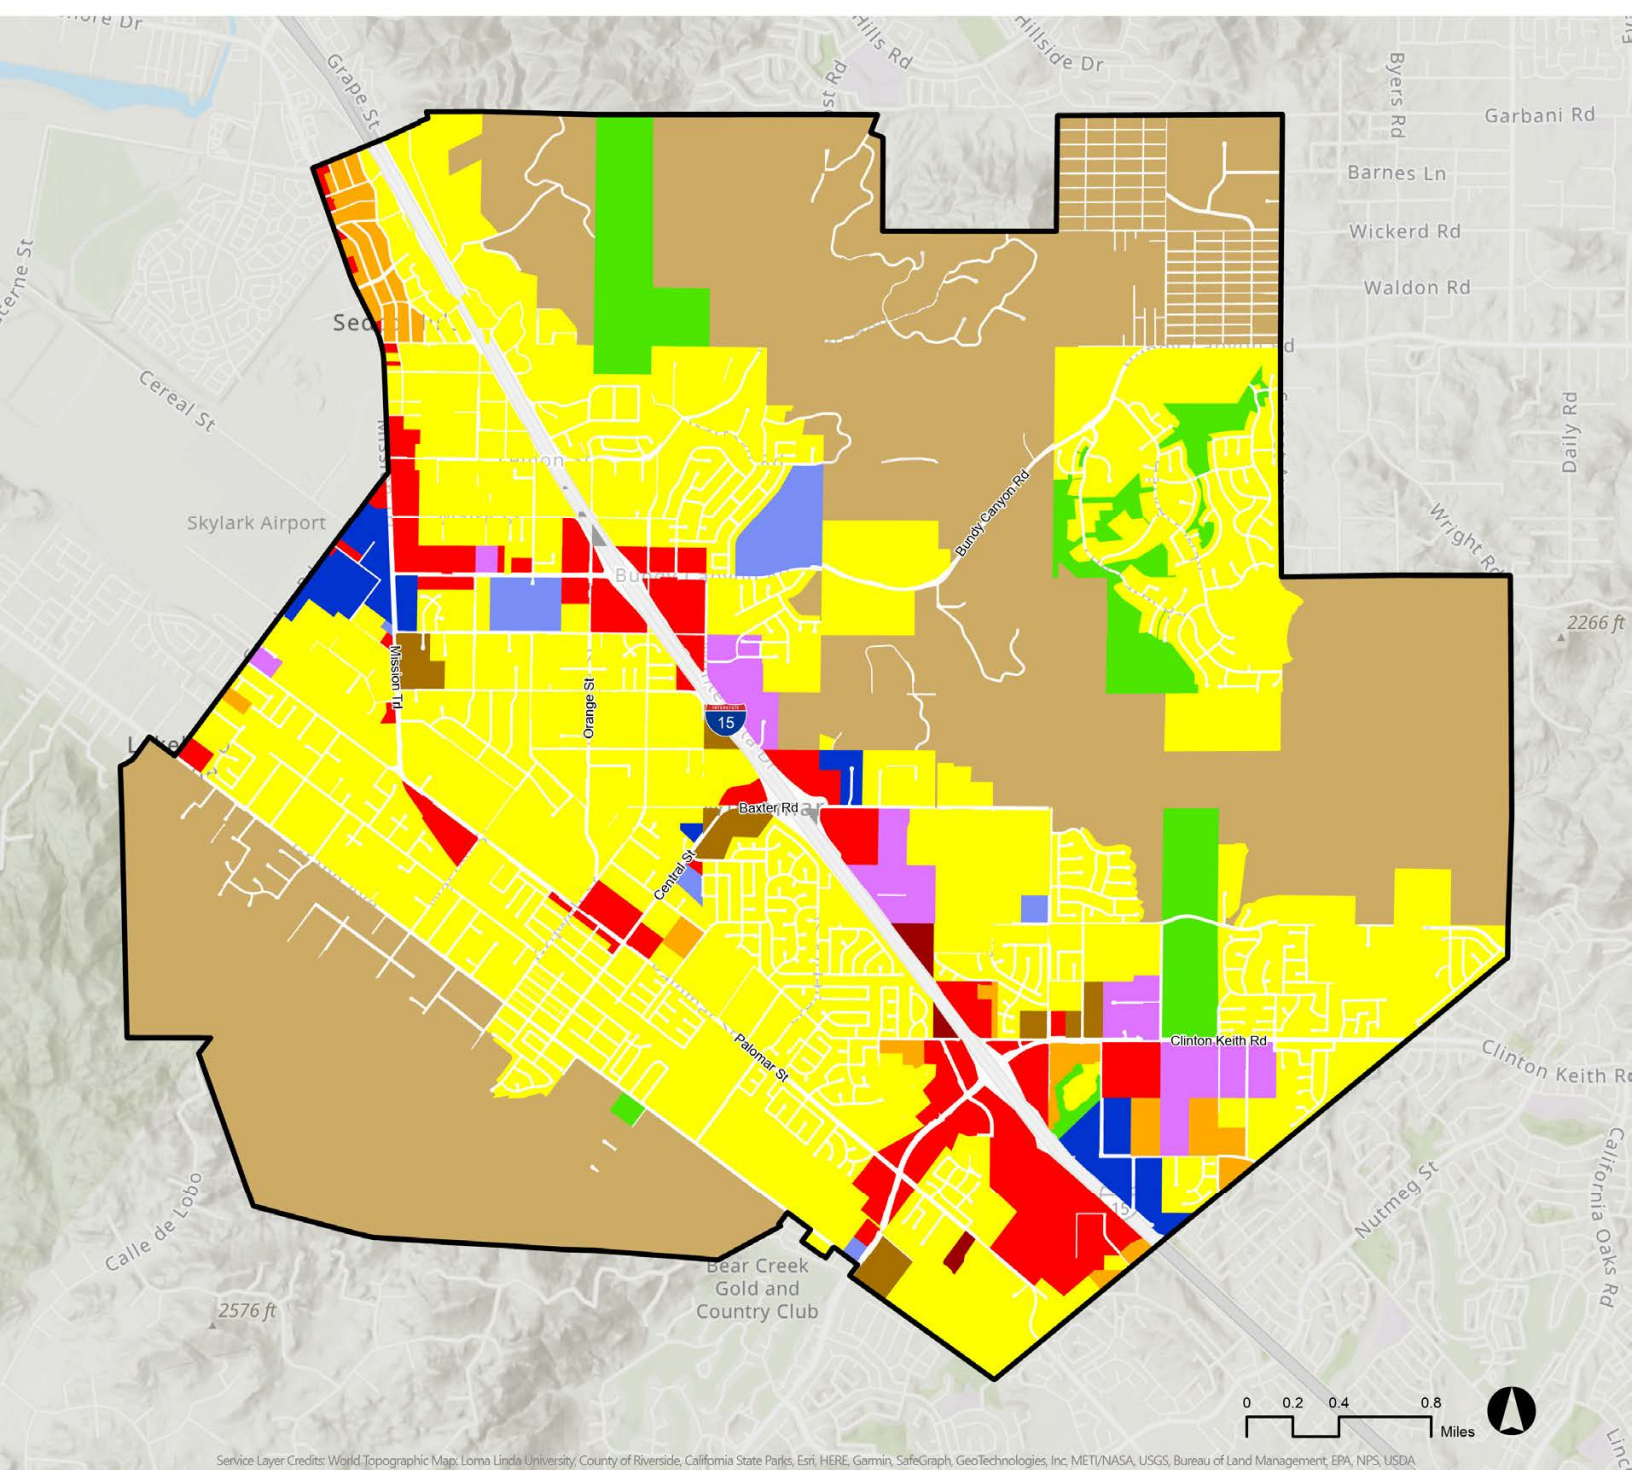 Grape St
Hills Rd
Hillside Dr
Byers Rd
Garbani Rd
Barnes Ln
Wickerd Rd
Waldon Rd
Cereal St
Daily Rd
Skylark Airport
Bundy Canyon Rd
Wright Rd
2266 ft
Mission Trl
Orange St
15
Baxter Rd
Central St
Palomar St
Clinton Keith Rd
Clinton Keith Rd
Calle de Lobo
15
Nutmeg St
California Oaks Rd
Bear Creek
Gold and
Country Club
2576 ft
0 0.2 0.4 0.8
Miles
Service Layer Credits: World Topographic Map: Loma Linda University, County of Riverside, California State Parks, Esri, HERE, Garmin, SafeGraph, GeoTechnologies, Inc, METI/NASA, USGS, Bureau of Land Management, EPA, NPS, USDA